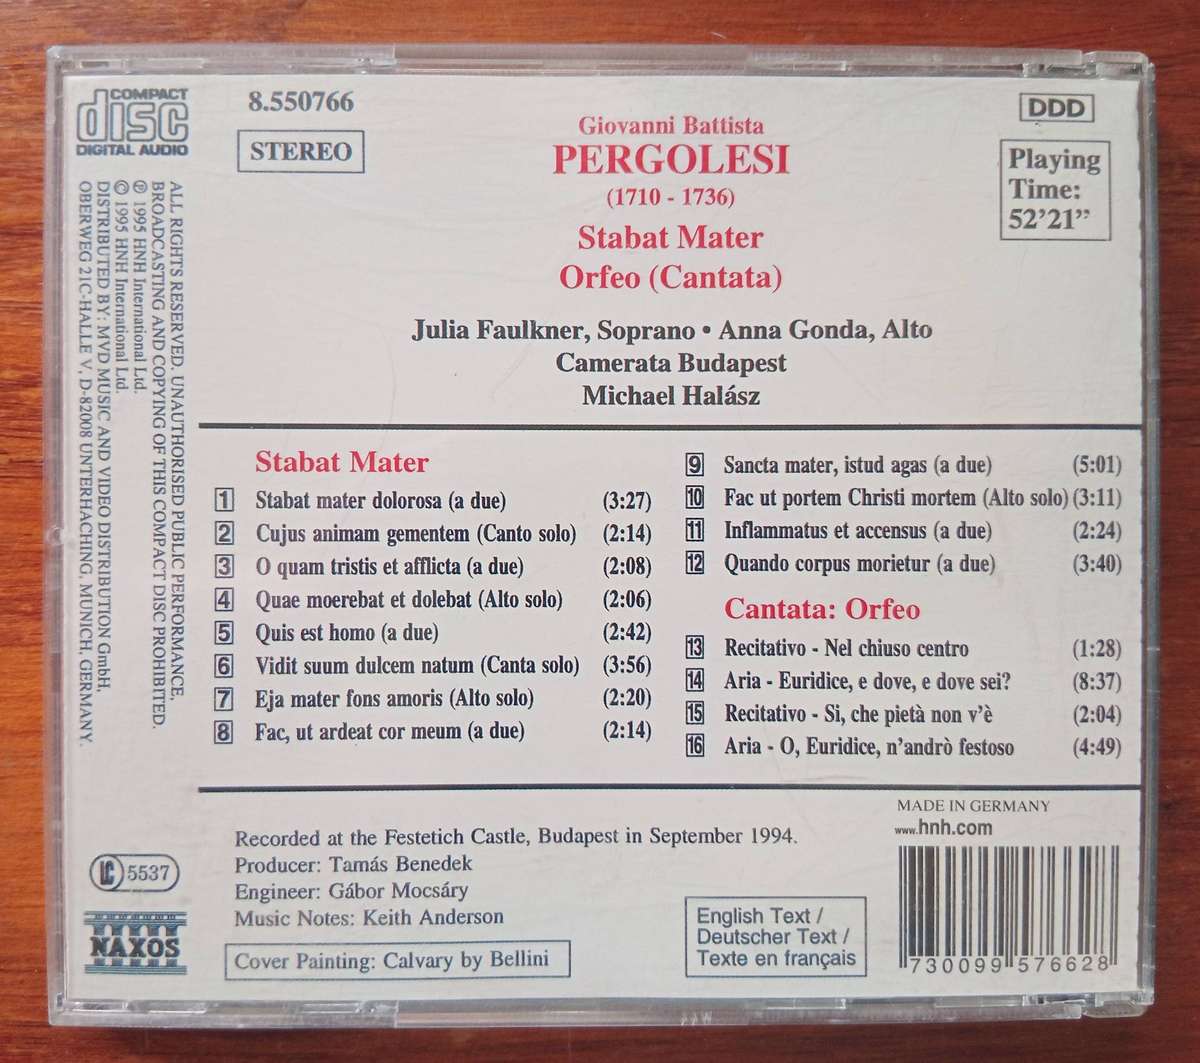 COMPACT
disc
DIGITAL AUDIO
8.550766
STEREO
DDD
Playing
Time:
52’21”
Giovanni Battista
PERGOLESI
(1710 - 1736)
Stabat Mater
Orfeo (Cantata)
Julia Faulkner, Soprano • Anna Gonda, Alto
Camerata Budapest
Michael Halász
ALL RIGHTS RESERVED. UNAUTHORISED PUBLIC PERFORMANCE,
BROADCASTING AND COPYING OF THIS COMPACT DISC PROHIBITED.
℗ 1995 HNH International Ltd.
© 1995 HNH International Ltd.
DISTRIBUTED BY: MVD MUSIC AND VIDEO DISTRIBUTION GmbH,
OBERWEG 21C-HALLE V, D-82008 UNTERHACHING, MUNICH, GERMANY.
Stabat Mater
1 Stabat mater dolorosa (a due) (3:27)
2 Cujus animam gementem (Canto solo) (2:14)
3 O quam tristis et afflicta (a due) (2:08)
4 Quae moerebat et dolebat (Alto solo) (2:06)
5 Quis est homo (a due) (2:42)
6 Vidit suum dulcem natum (Canta solo) (3:56)
7 Eja mater fons amoris (Alto solo) (2:20)
8 Fac, ut ardeat cor meum (a due) (2:14)
9 Sancta mater, istud agas (a due) (5:01)
10 Fac ut portem Christi mortem (Alto solo) (3:11)
11 Inflammatus et accensus (a due) (2:24)
12 Quando corpus morietur (a due) (3:40)
Cantata: Orfeo
13 Recitativo - Nel chiuso centro (1:28)
14 Aria - Euridice, e dove, e dove sei? (8:37)
15 Recitativo - Si, che pietà non v’è (2:04)
16 Aria - O, Euridice, n’andrò festoso (4:49)
Recorded at the Festetich Castle, Budapest in September 1994.
Producer: Tamás Benedek
Engineer: Gábor Mocsáry
Music Notes: Keith Anderson
Cover Painting: Calvary by Bellini
LC 5537
NAXOS
English Text /
Deutscher Text /
Texte en français
MADE IN GERMANY
www.hnh.com
730099 576628